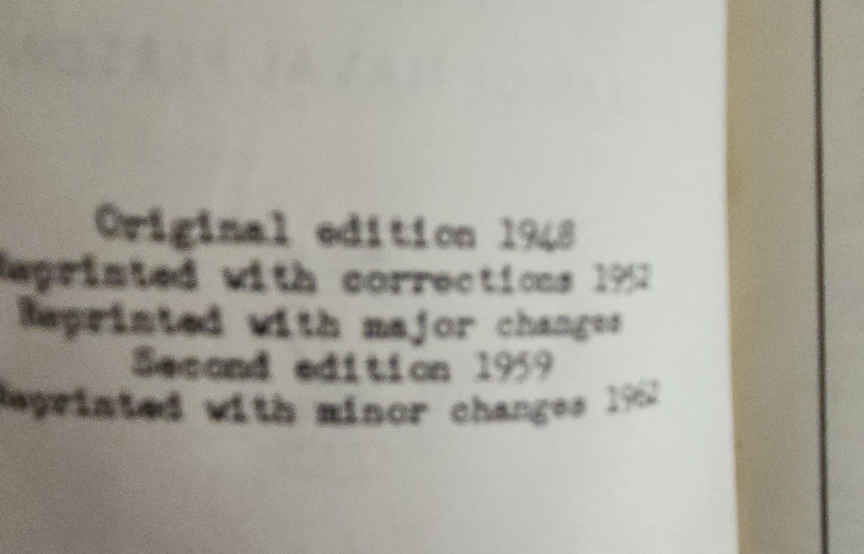 Original edition 1948
Reprinted with corrections 1952
Reprinted with major changes
Second edition 1959
Reprinted with minor changes 1962